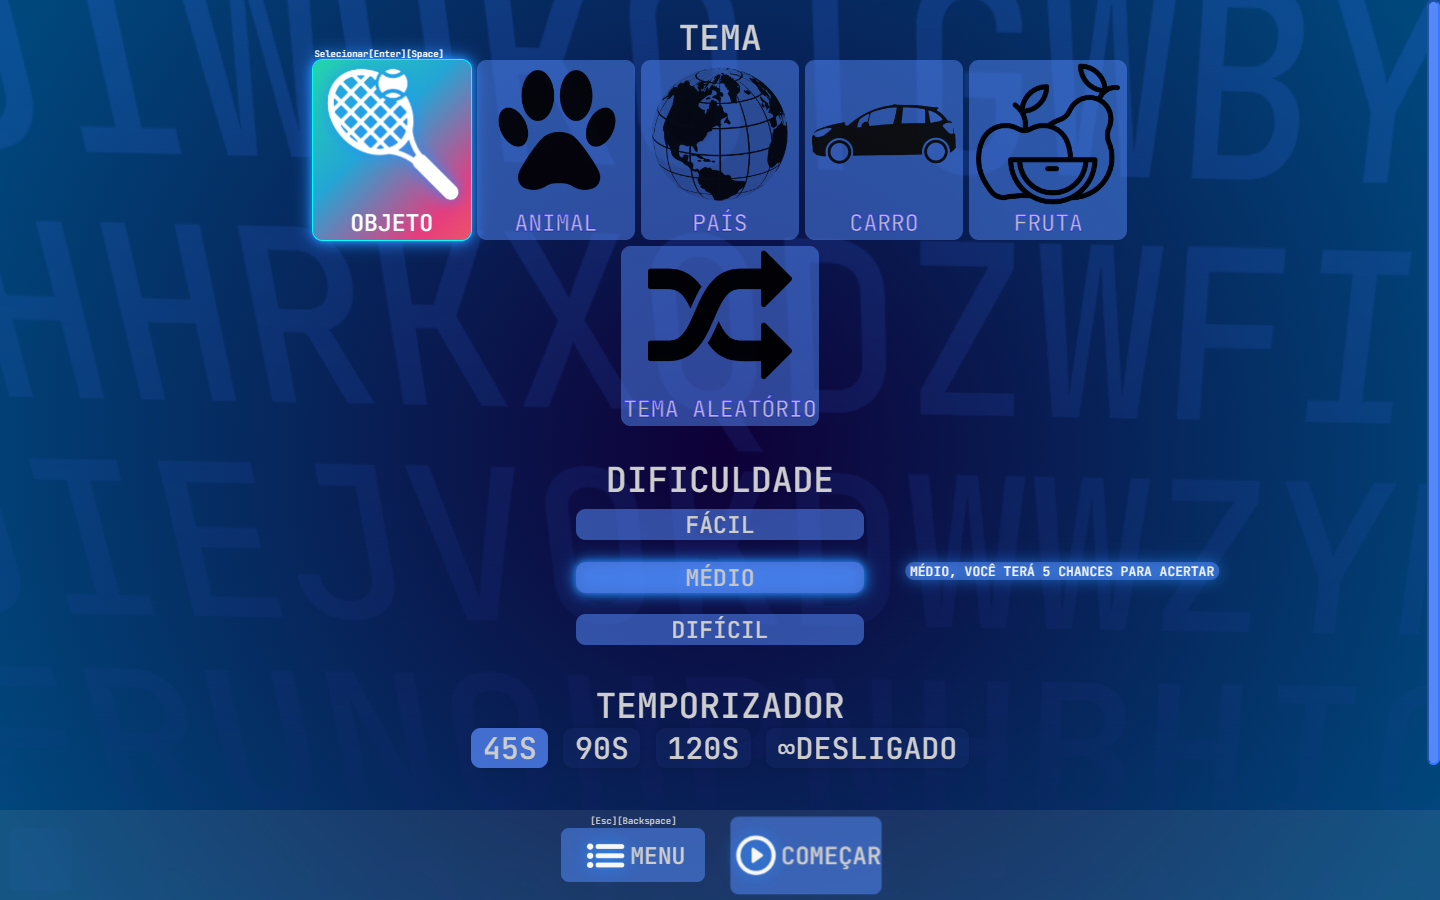 TEMA
Selecionar[Enter][Space]
OBJETO
ANIMAL
PAÍS
CARRO
FRUTA
TEMA ALEATÓRIO
DIFICULDADE
FÁCIL
MÉDIO
MÉDIO, VOCÊ TERÁ 5 CHANCES PARA ACERTAR
DIFÍCIL
TEMPORIZADOR
45S 90S 120S ∞DESLIGADO
[Esc][Backspace]
MENU
COMEÇAR